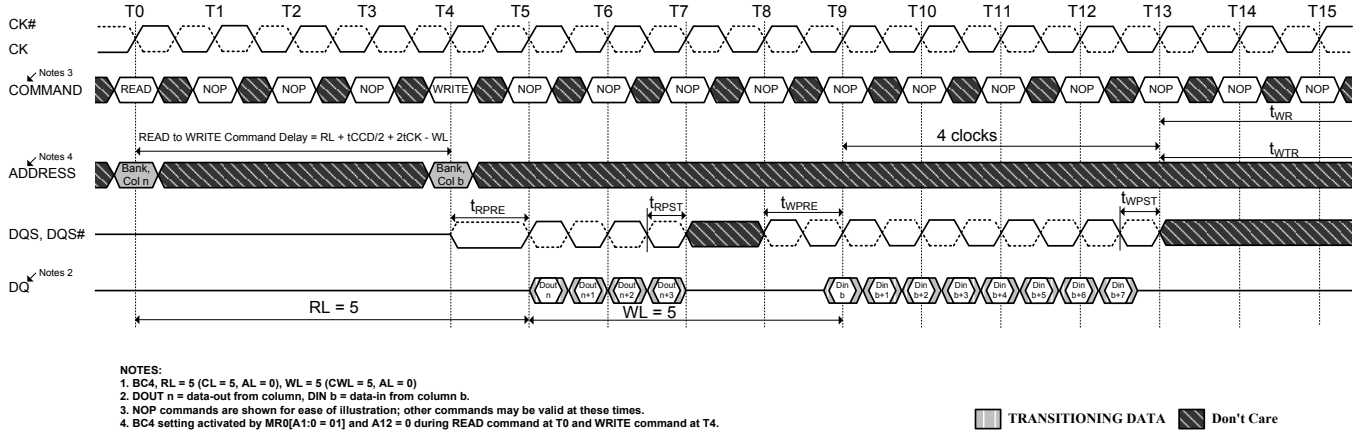 T0 T1 T2 T3 T4 T5 T6 T7 T8 T9 T10 T11 T12 T13 T14 T15
CK#
CK
Notes 3
COMMAND
READ NOP NOP NOP WRITE NOP NOP NOP NOP NOP NOP NOP NOP NOP NOP NOP
tWR
READ to WRITE Command Delay = RL + tCCD/2 + 2tCK - WL
4 clocks
Notes 4
ADDRESS
Bank, Col n
Bank, Col b
tWTR
tRPRE tRPST tWPRE tWPST
DQS, DQS#
Notes 2
DQ
Dout n Dout n+1 Dout n+2 Dout n+3 Din b Din b+1 Din b+2 Din b+3 Din b+4 Din b+5 Din b+6 Din b+7
RL = 5 WL = 5
NOTES:
1. BC4, RL = 5 (CL = 5, AL = 0), WL = 5 (CWL = 5, AL = 0)
2. DOUT n = data-out from column, DIN b = data-in from column b.
3. NOP commands are shown for ease of illustration; other commands may be valid at these times.
4. BC4 setting activated by MR0[A1:0 = 01] and A12 = 0 during READ command at T0 and WRITE command at T4.
TRANSITIONING DATA Don't Care